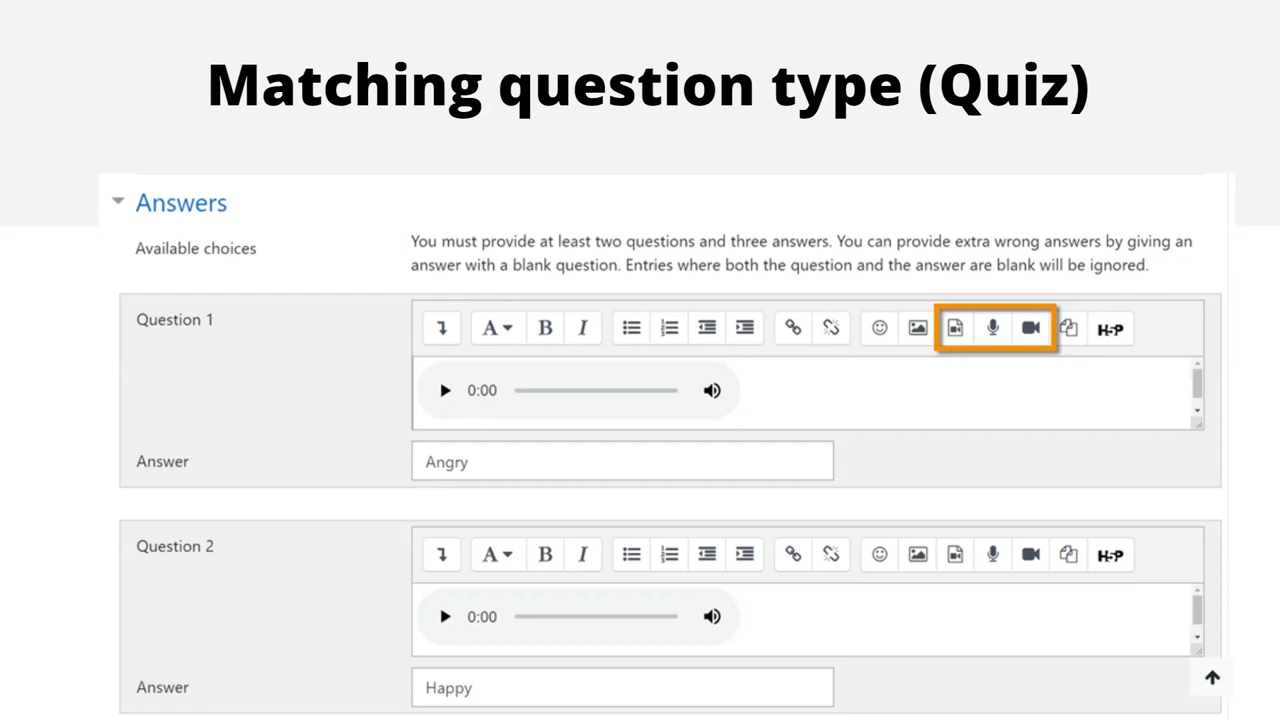 Matching question type (Quiz)
Answers
Available choices
You must provide at least two questions and three answers. You can provide extra wrong answers by giving an
answer with a blank question. Entries where both the question and the answer are blank will be ignored.
Question 1
A B I H-P
0:00
Answer
Angry
Question 2
A B I H-P
0:00
Answer
Happy